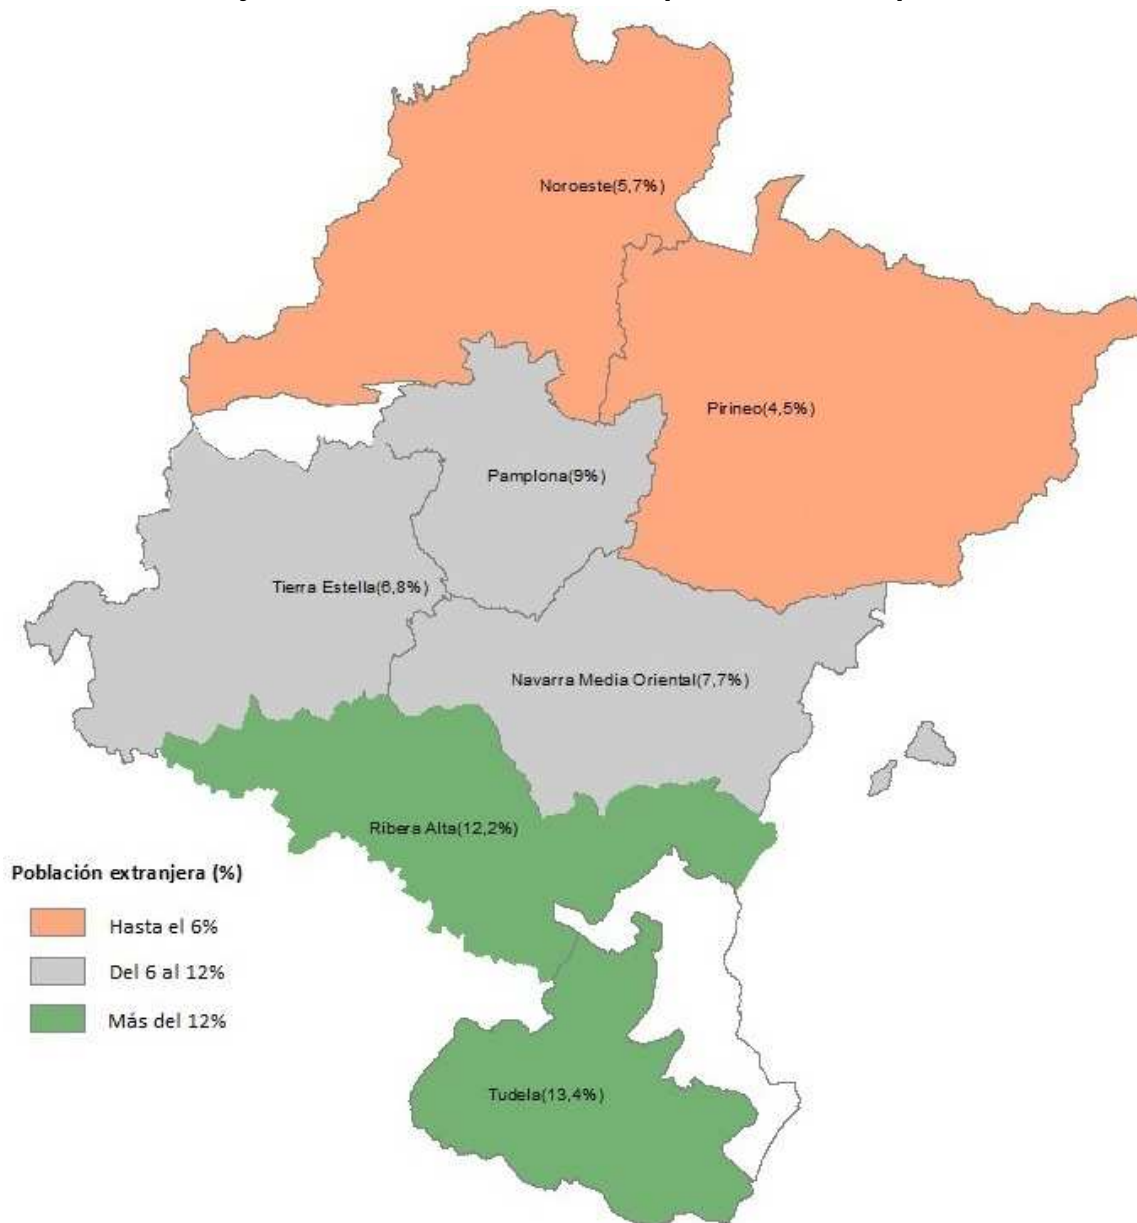 Noroeste(5,7%)
Pirineo(4,5%)
Pamplona(9%)
Tierra Estella(6,8%)
Navarra Media Oriental(7,7%)
Ribera Alta(12,2%)
Población extranjera (%)
Hasta el 6%
Del 6 al 12%
Más del 12%
Tudela(13,4%)